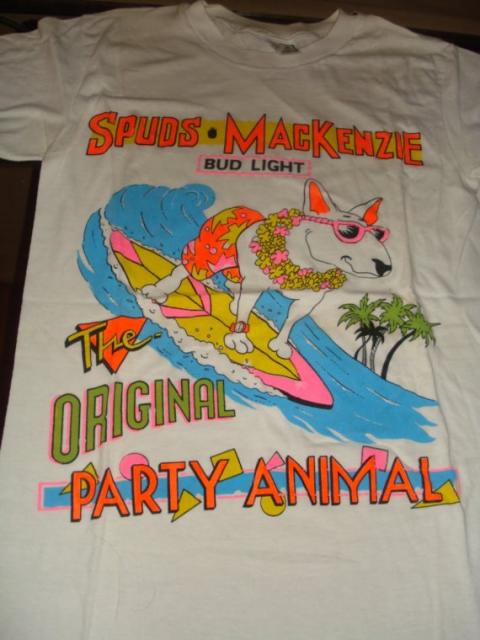 SPUDS MACKENZIE
BUD LIGHT
The
ORIGINAL
PARTY ANIMAL